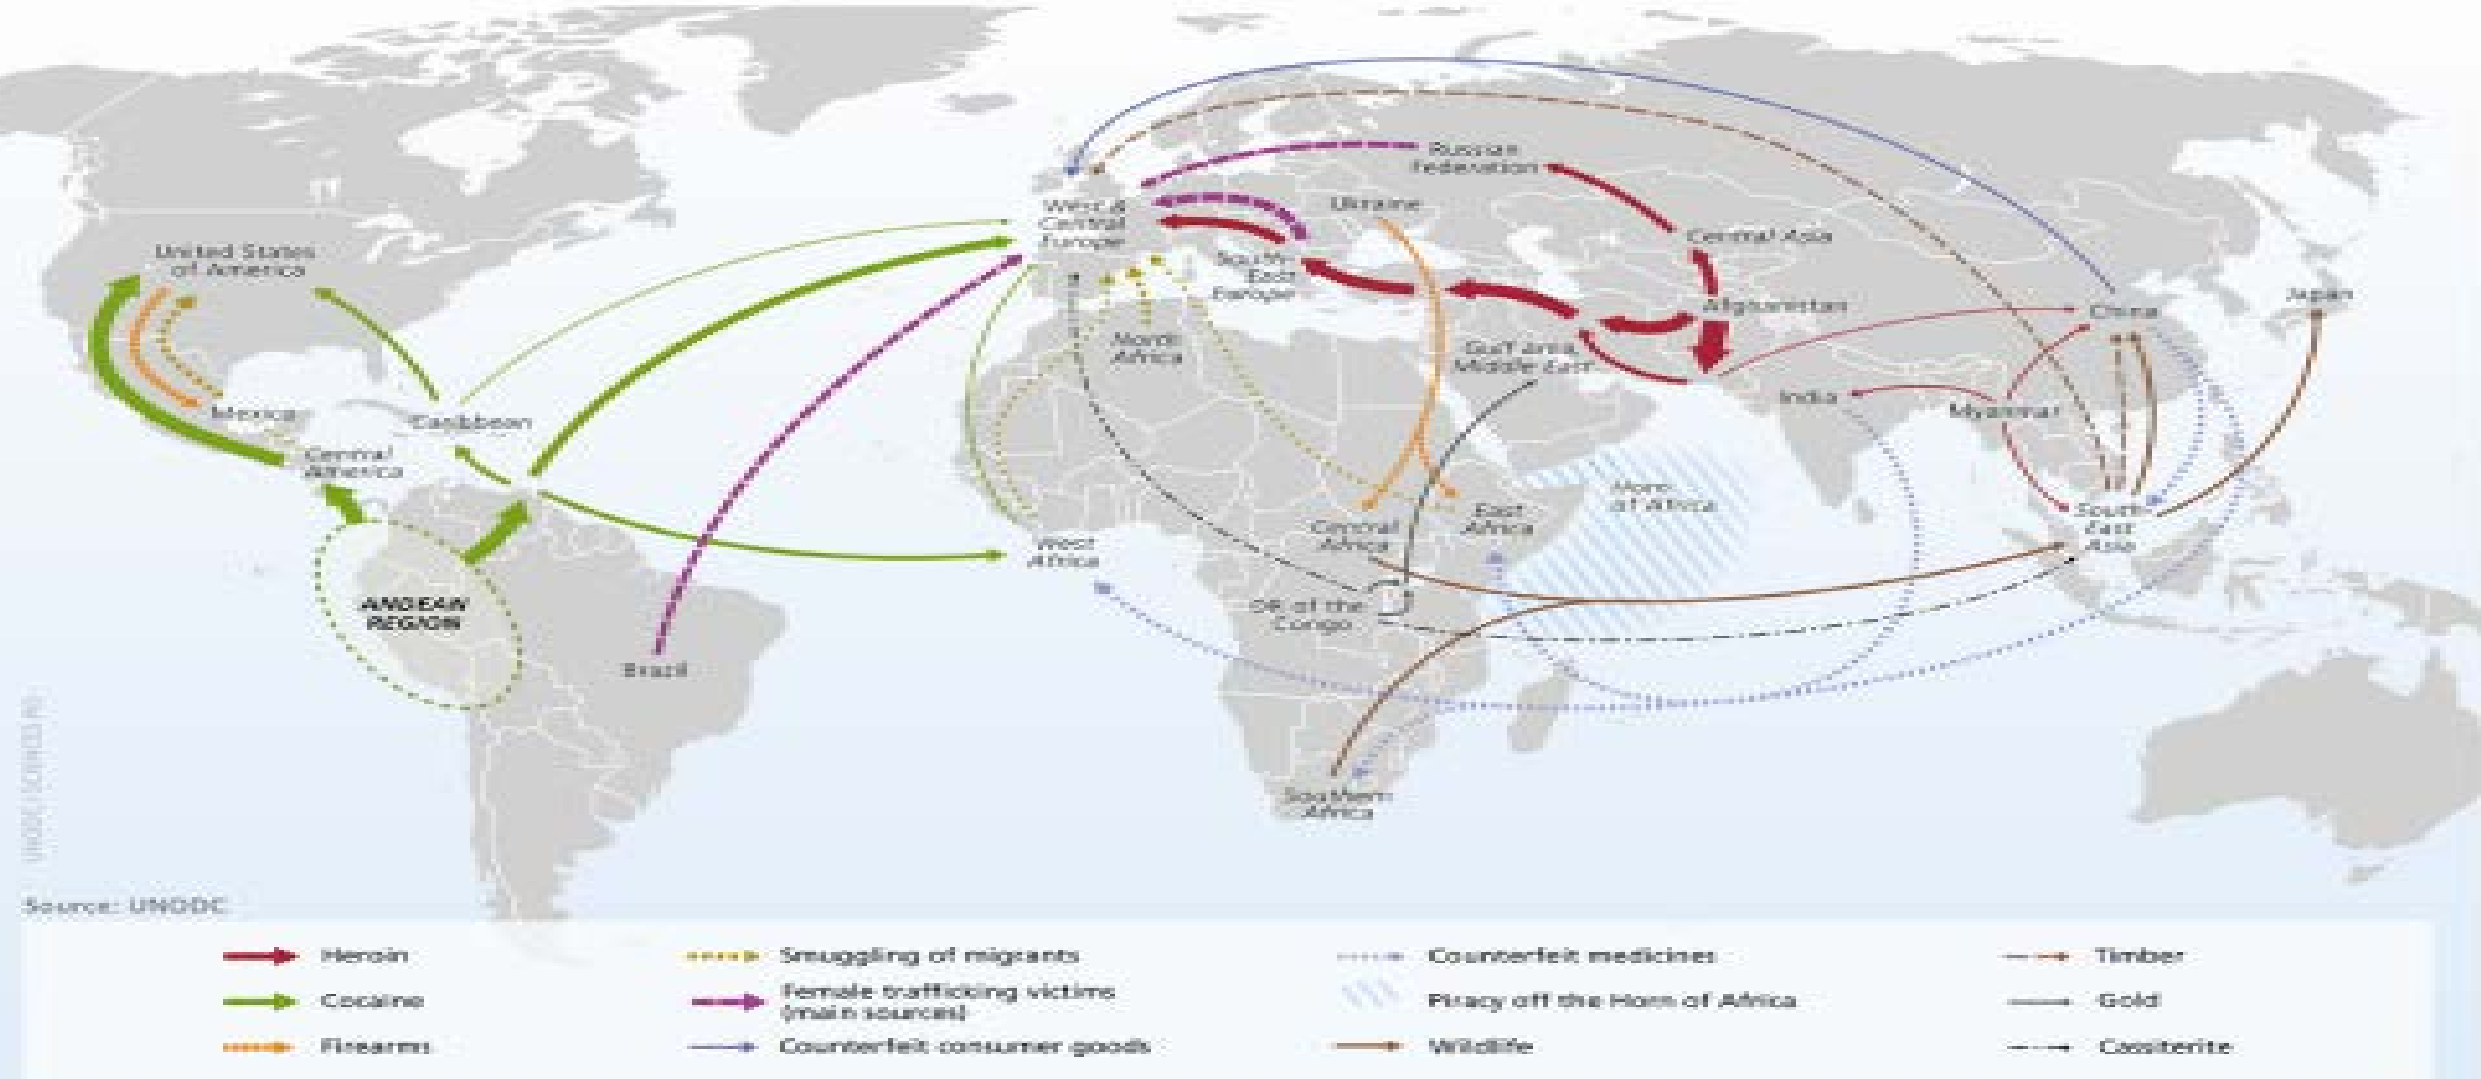 Russian
Federation
West &
Central
Europe
Ukraine
Central Asia
United States
of America
South-
East
Europe
Afghanistan
Japan
China
North
Africa
Gulf area,
Middle East
India
Myanmar
Mexico
Caribbean
Central
America
Horn
of Africa
East
Africa
Central
Africa
South
East
Asia
West
Africa
ANDEAN
REGION
DR of the
Congo
Brazil
Southern
Africa
Source: UNODC
Heroin
Cocaine
Firearms
Smuggling of migrants
Female trafficking victims
(main sources)
Counterfeit consumer goods
Counterfeit medicines
Piracy off the Horn of Africa
Wildlife
Timber
Gold
Cassiterite